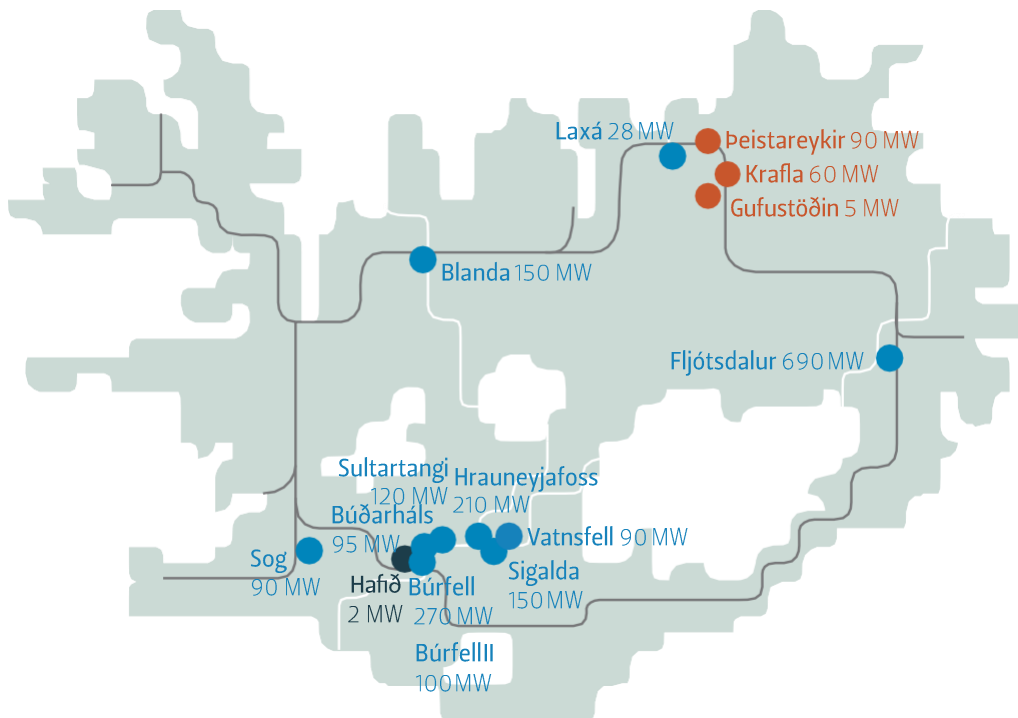 Laxá 28 MW
Þeistareykir 90 MW
Krafla 60 MW
Gufustöðin 5 MW
Blanda 150 MW
Fljótsdalur 690 MW
Sultartangi
120 MW
Hrauneyjafoss
210 MW
Búðarháls
95 MW
Vatnsfell 90 MW
Sog
90 MW
Sigalda
150 MW
Hafið
2 MW
Búrfell
270 MW
Búrfell II
100 MW